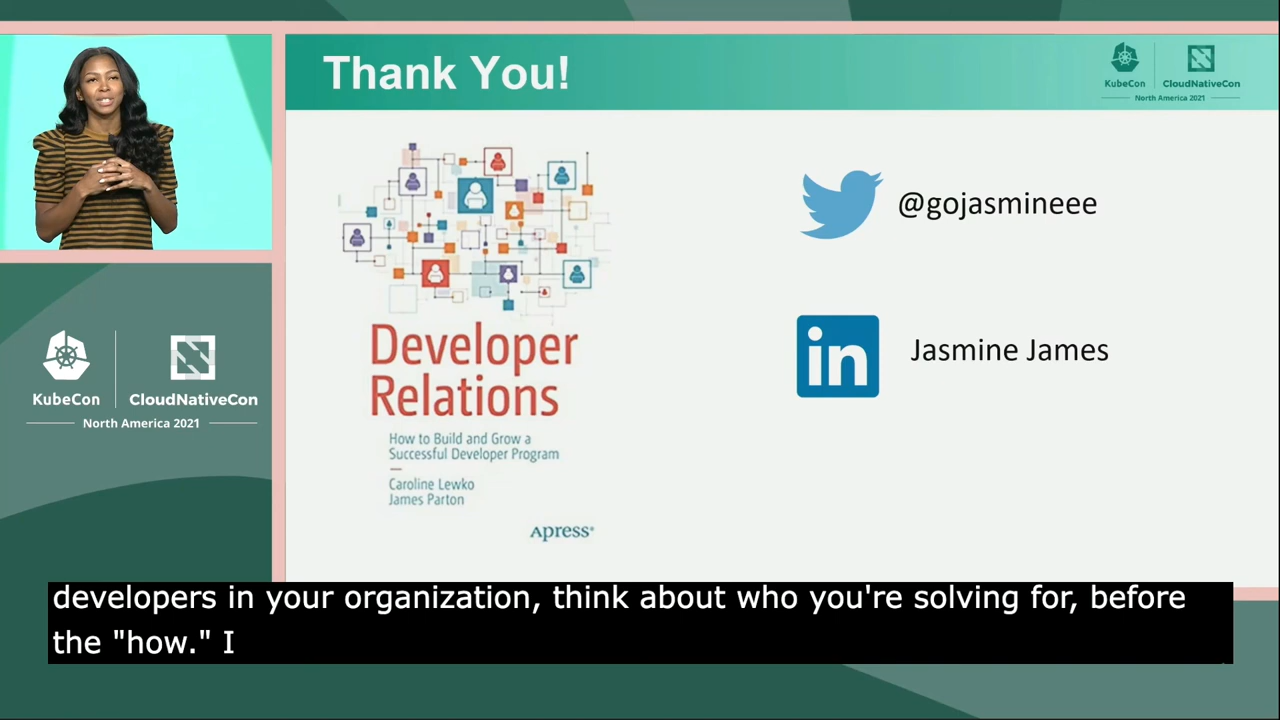 Thank You!
KubeCon
CloudNativeCon
North America 2021
@gojasmineee
in
Jasmine James
Developer
Relations
How to Build and Grow a
Successful Developer Program
Caroline Lewko
James Parton
Apress®
KubeCon
CloudNativeCon
North America 2021
developers in your organization, think about who you're solving for, before
the "how." I